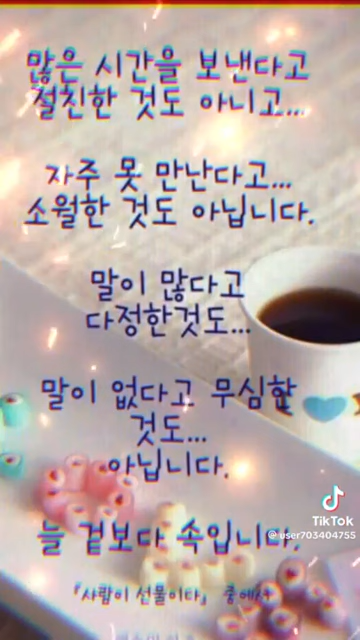 많은 시간을 보낸다고
절친한 것도 아니고...
자주 못 만난다고...
소월한 것도 아닙니다.
말이 많다고
다정한것도...
말이 없다고 무심한
것도...
아닙니다.
늘 겉보다 속입니다.
『사람이 선물이다』 중에서
TikTok
@user703404755